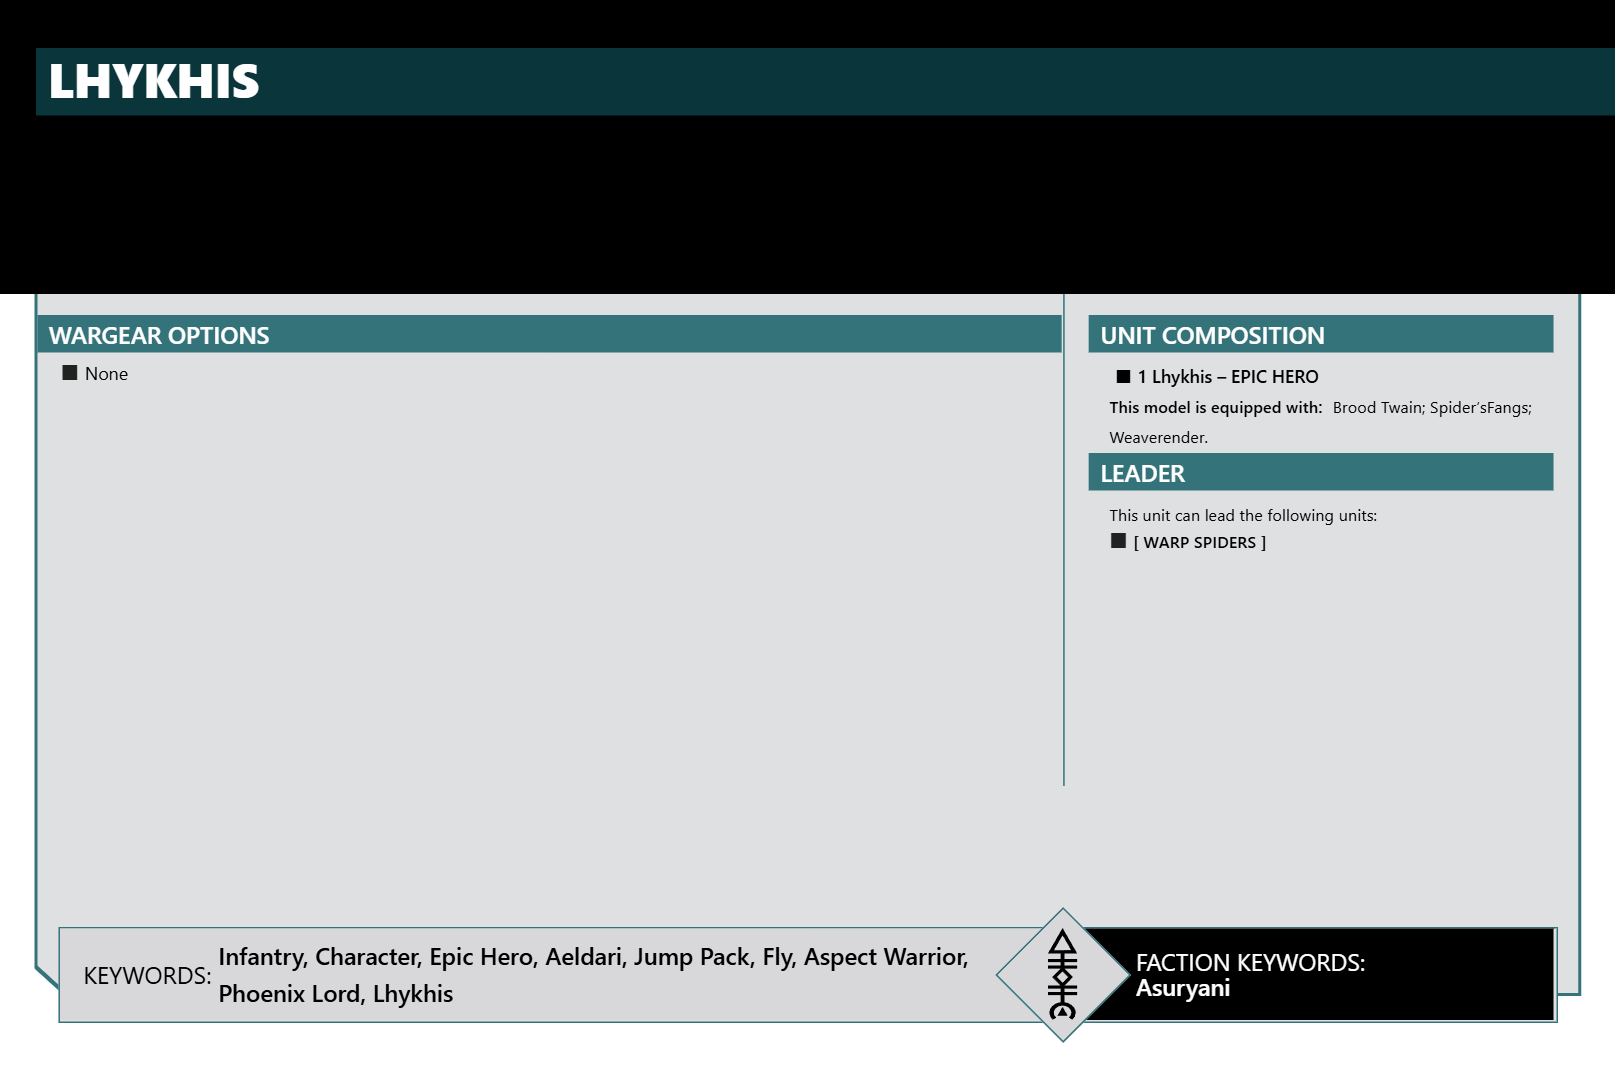 LHYKHIS
WARGEAR OPTIONS
■ None
UNIT COMPOSITION
■ 1 Lhykhis – EPIC HERO
This model is equipped with: Brood Twain; Spider’sFangs;
Weaverender.
LEADER
This unit can lead the following units:
■ [ WARP SPIDERS ]
KEYWORDS: Infantry, Character, Epic Hero, Aeldari, Jump Pack, Fly, Aspect Warrior,
Phoenix Lord, Lhykhis
FACTION KEYWORDS:
Asuryani